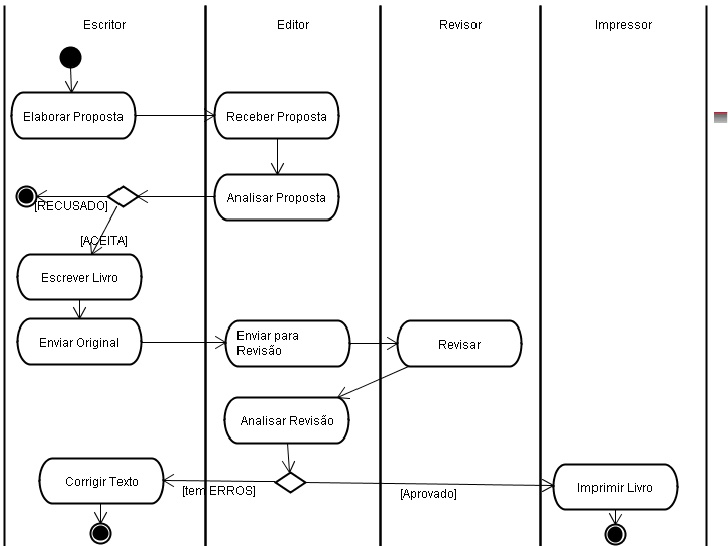 Escritor
Editor
Revisor
Impressor
Elaborar Proposta
Receber Proposta
Analisar Proposta
[RECUSADO]
[ACEITA]
Escrever Livro
Enviar Original
Enviar para
Revisão
Revisar
Analisar Revisão
Corrigir Texto
[tem ERROS]
[Aprovado]
Imprimir Livro